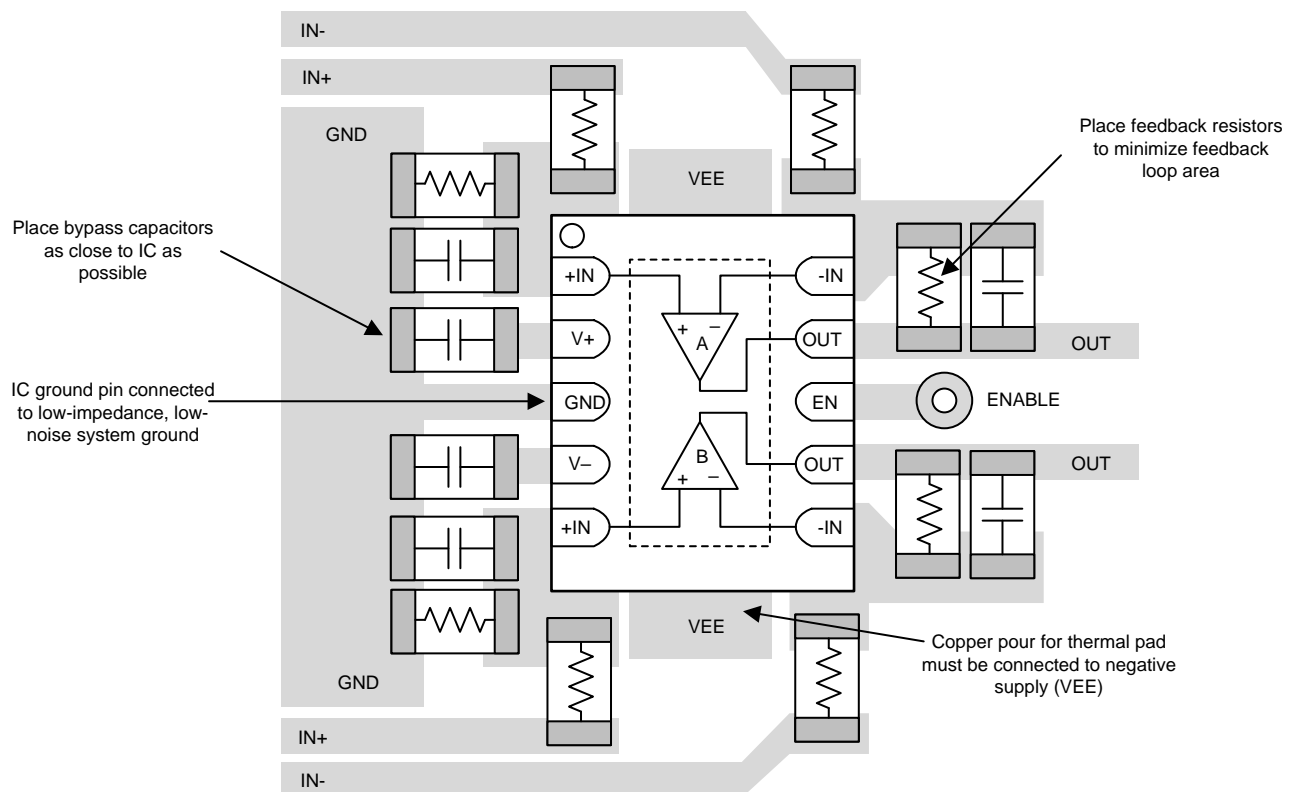 IN-
IN+
GND
VEE
Place feedback resistors
to minimize feedback
loop area
Place bypass capacitors
as close to IC as
possible
+IN
-IN
+ –
A
V+
OUT
OUT
IC ground pin connected
to low-impedance, low-
noise system ground
GND
EN
ENABLE
B
+ –
V–
OUT
OUT
+IN
-IN
VEE
Copper pour for thermal pad
must be connected to negative
supply (VEE)
GND
IN+
IN-